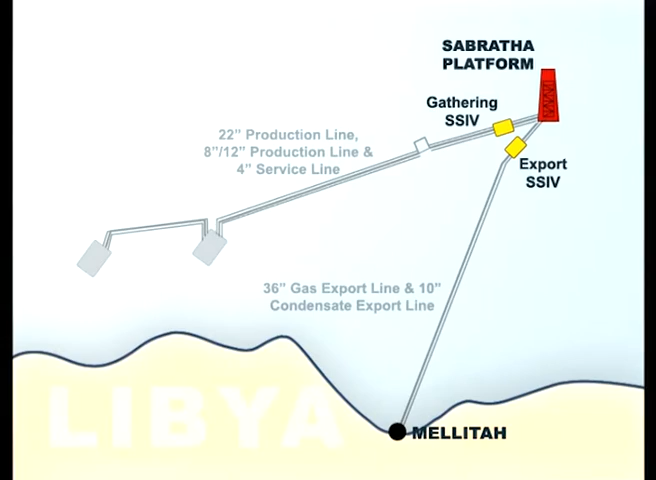 SABRATHA
PLATFORM
Gathering
SSIV
22" Production Line,
8"/12" Production Line &
4" Service Line
Export
SSIV
36" Gas Export Line & 10"
Condensate Export Line
LIBYA
MELLITAH